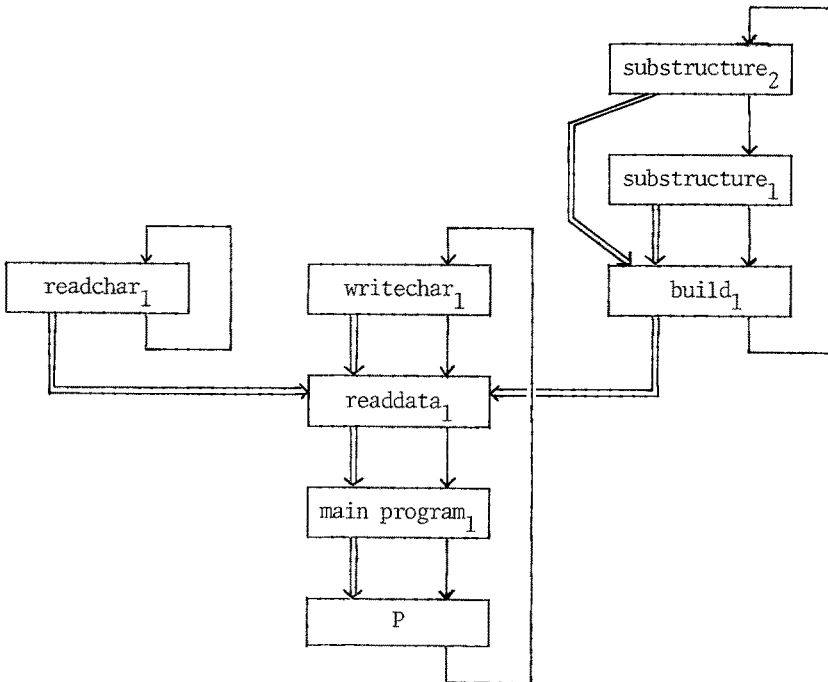 substructure₂
substructure₁
readchar₁
writechar₁
build₁
readdata₁
main program₁
P